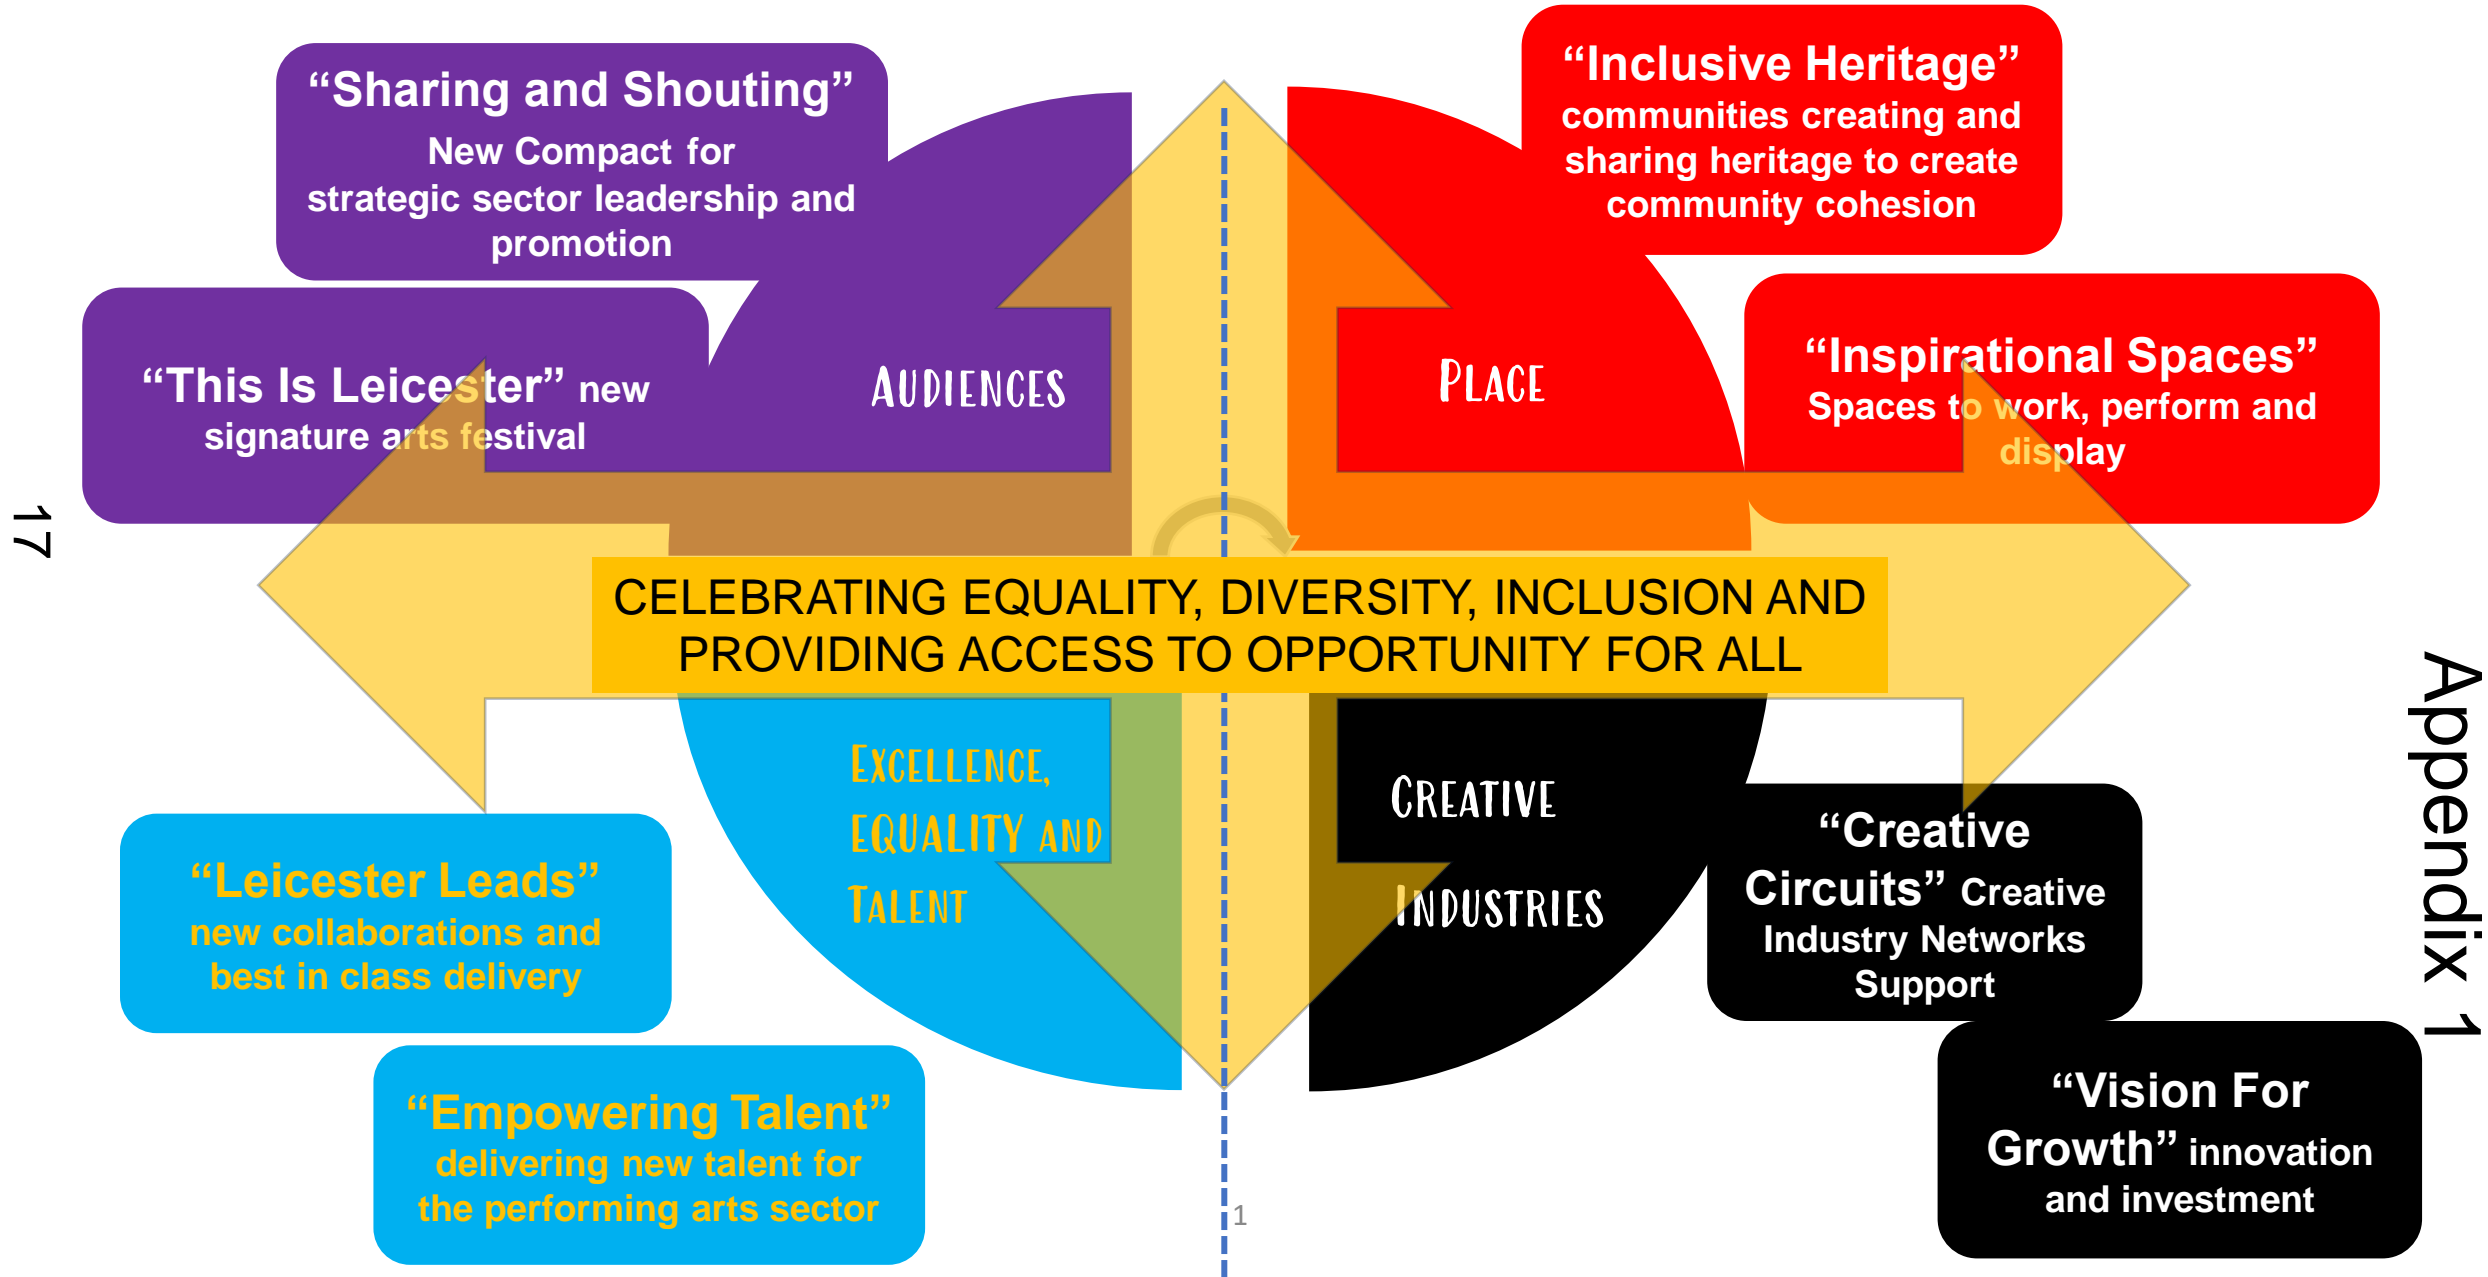 “Sharing and Shouting”
New Compact for
strategic sector leadership and
promotion
“Inclusive Heritage”
communities creating and
sharing heritage to create
community cohesion
“This Is Leicester” new
signature arts festival
AUDIENCES
PLACE
“Inspirational Spaces”
Spaces to work, perform and
display
17
CELEBRATING EQUALITY, DIVERSITY, INCLUSION AND
PROVIDING ACCESS TO OPPORTUNITY FOR ALL
Appendix 1
EXCELLENCE,
EQUALITY AND
TALENT
CREATIVE
INDUSTRIES
“Leicester Leads”
new collaborations and
best in class delivery
“Creative
Circuits” Creative
Industry Networks
Support
“Empowering Talent”
delivering new talent for
the performing arts sector
“Vision For
Growth” innovation
and investment
1